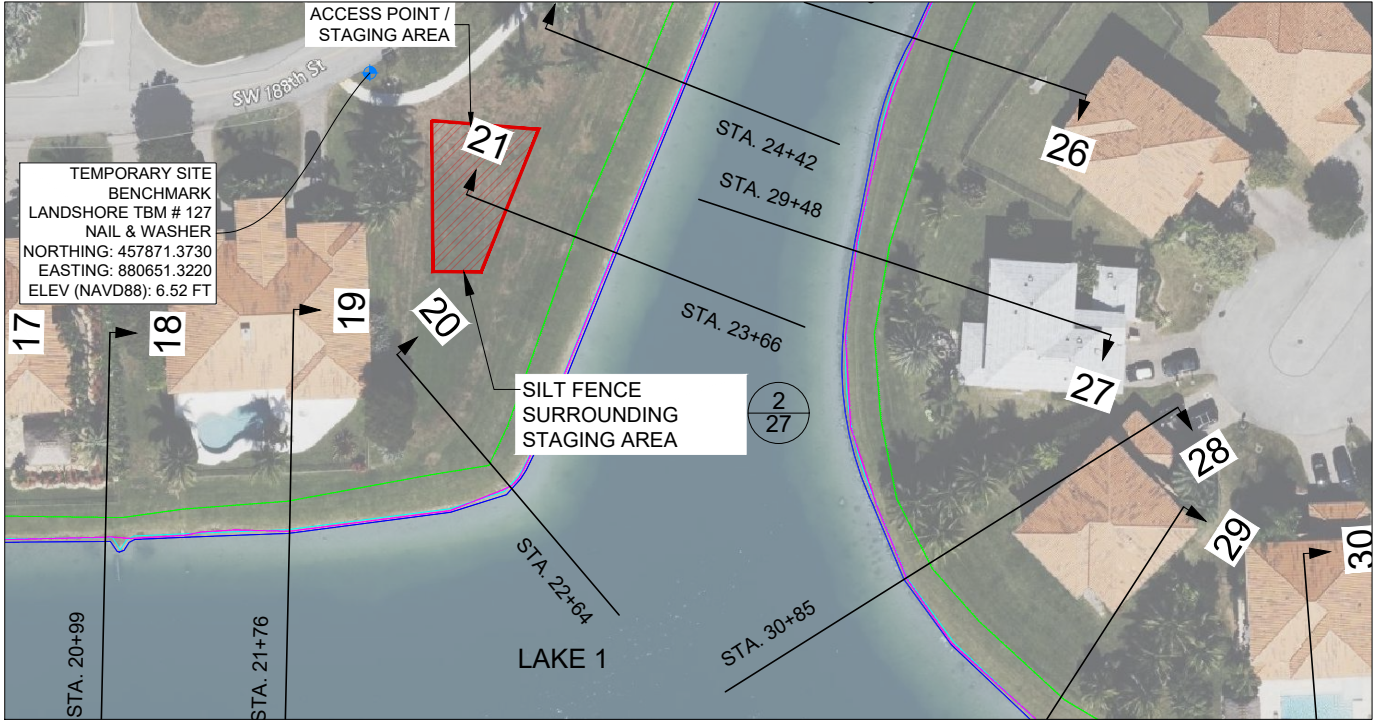 ACCESS POINT /
STAGING AREA
SW 188th St
21
STA. 24+42
26
STA. 29+48
TEMPORARY SITE
BENCHMARK
LANDSHORE TBM # 127
NAIL & WASHER
NORTHING: 457871.3730
EASTING: 880651.3220
ELEV (NAVD88): 6.52 FT
17
18
19
20
STA. 23+66
27
SILT FENCE
SURROUNDING
STAGING AREA
2
27
28
29
30
STA. 22+64
STA. 30+85
STA. 20+99
STA. 21+76
LAKE 1